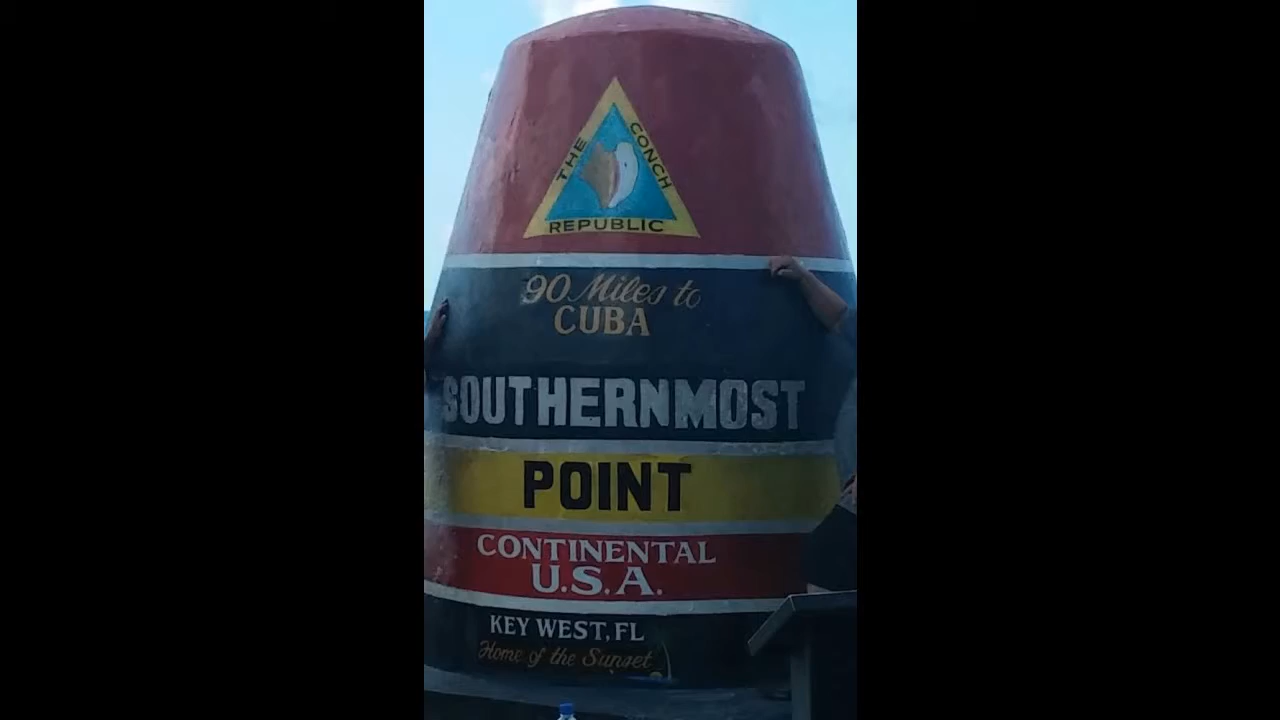 THE CONCH
REPUBLIC
90 Miles to
CUBA
SOUTHERNMOST
POINT
CONTINENTAL
U.S.A.
KEY WEST, FL
Home of the Sunset